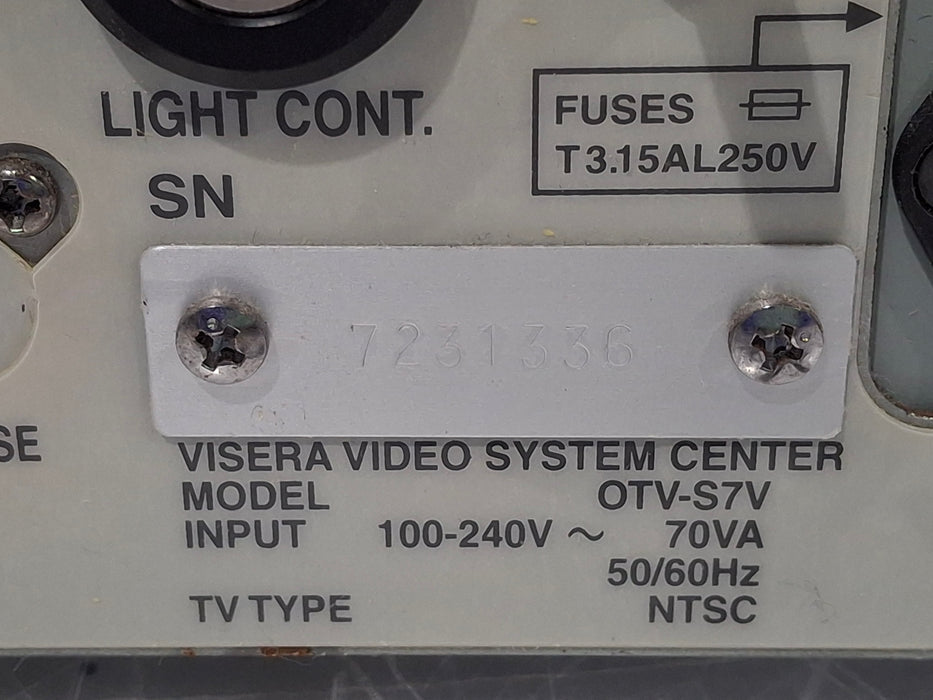 LIGHT CONT.
FUSES
T3.15AL250V
SN
7231336
SE
VISERA VIDEO SYSTEM CENTER
MODEL OTV-S7V
INPUT 100-240V ~ 70VA
50/60Hz
TV TYPE NTSC